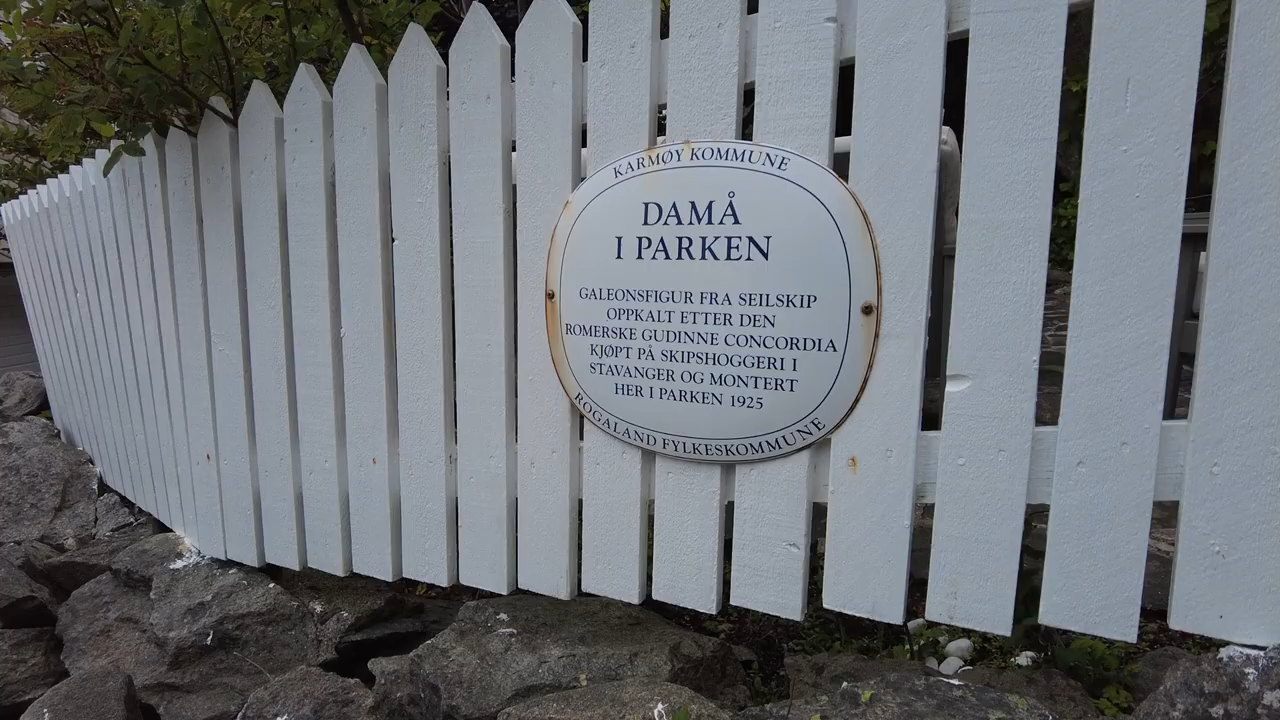 KARMØY KOMMUNE
DAMÅ
I PARKEN
GALEONSFIGUR FRA SEILSKIP
OPPKALT ETTER DEN
ROMERSKE GUDINNE CONCORDIA
KJØPT PÅ SKIPSHOGGERI I
STAVANGER OG MONTERT
HER I PARKEN 1925
ROGALAND FYLKESKOMMUNE